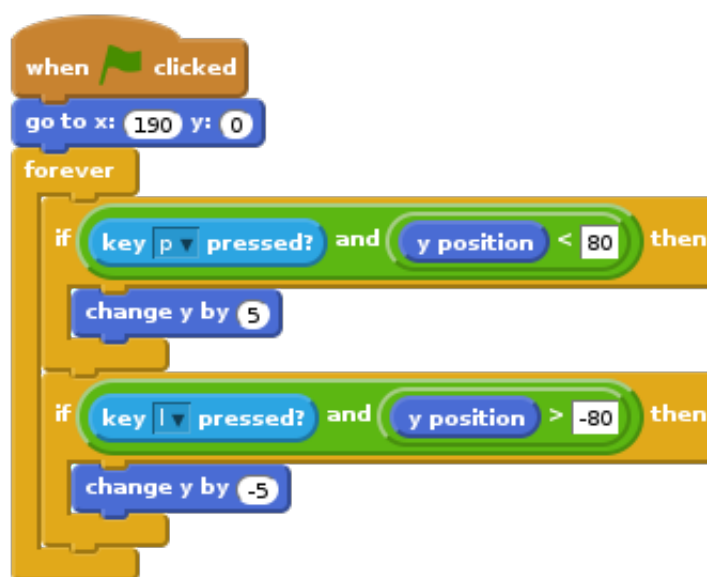 when clicked
go to x: 190 y: 0
forever
if key p pressed? and y position < 80 then
change y by 5
if key l pressed? and y position > -80 then
change y by -5